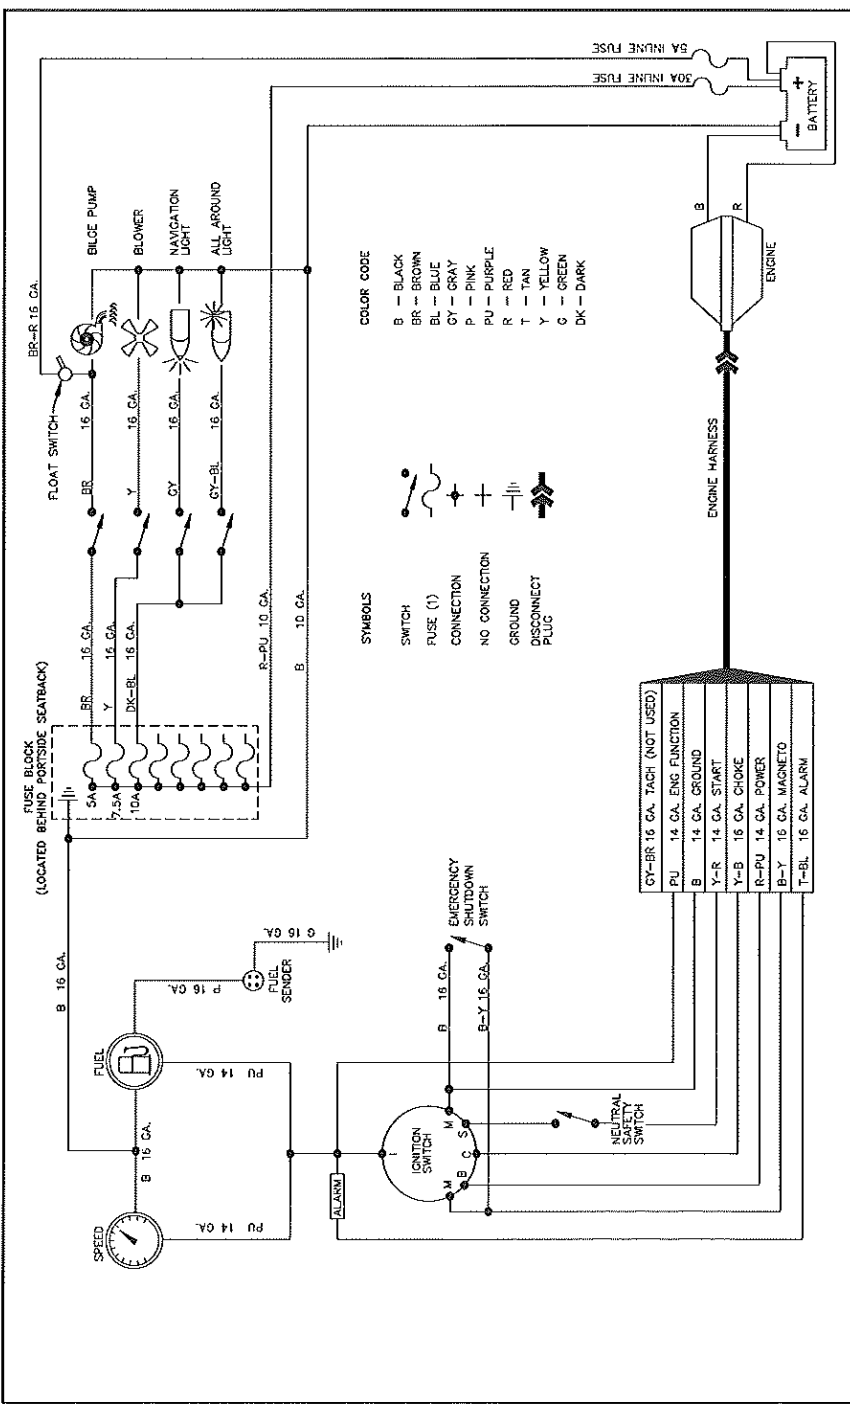 FUSE BLOCK
(LOCATED BEHIND PORTSIDE SEATBACK)
SPEED
FUEL
B 16 GA.
B 16 GA.
PU 14 GA.
PU 14 GA.
P 16 GA.
FUEL
SENDER
G 16 GA.
5A
7.5A
10A
BR 16 GA.
Y 16 GA.
DK-BL 16 GA.
BR 16 GA.
Y 16 GA.
GY 16 GA.
GY-BL 16 GA.
FLOAT SWITCH
BR-R 16 GA.
BILGE PUMP
BLOWER
NAVIGATION
LIGHT
ALL AROUND
LIGHT
R-PU 10 GA.
B 10 GA.
5A INLINE FUSE
30A INLINE FUSE
ALARM
I
IGNITION
SWITCH
M
B
C
S
M
B 16 GA.
B-Y 16 GA.
EMERGENCY
SHUTDOWN
SWITCH
NEUTRAL
SAFETY
SWITCH
SYMBOLS
SWITCH
FUSE (1)
CONNECTION
NO CONNECTION
GROUND
DISCONNECT
PLUG
COLOR CODE
B - BLACK
BR - BROWN
BL - BLUE
GY - GRAY
P - PINK
PU - PURPLE
R - RED
T - TAN
Y - YELLOW
G - GREEN
DK - DARK
GY-BR 16 GA. TACH (NOT USED)
PU 14 GA. ENG FUNCTION
B 14 GA. GROUND
Y-R 14 GA. START
Y-B 16 GA. CHOKE
R-PU 14 GA. POWER
B-Y 16 GA. MAGNETO
T-BL 16 GA. ALARM
ENGINE HARNESS
ENGINE
B
R
- +
BATTERY